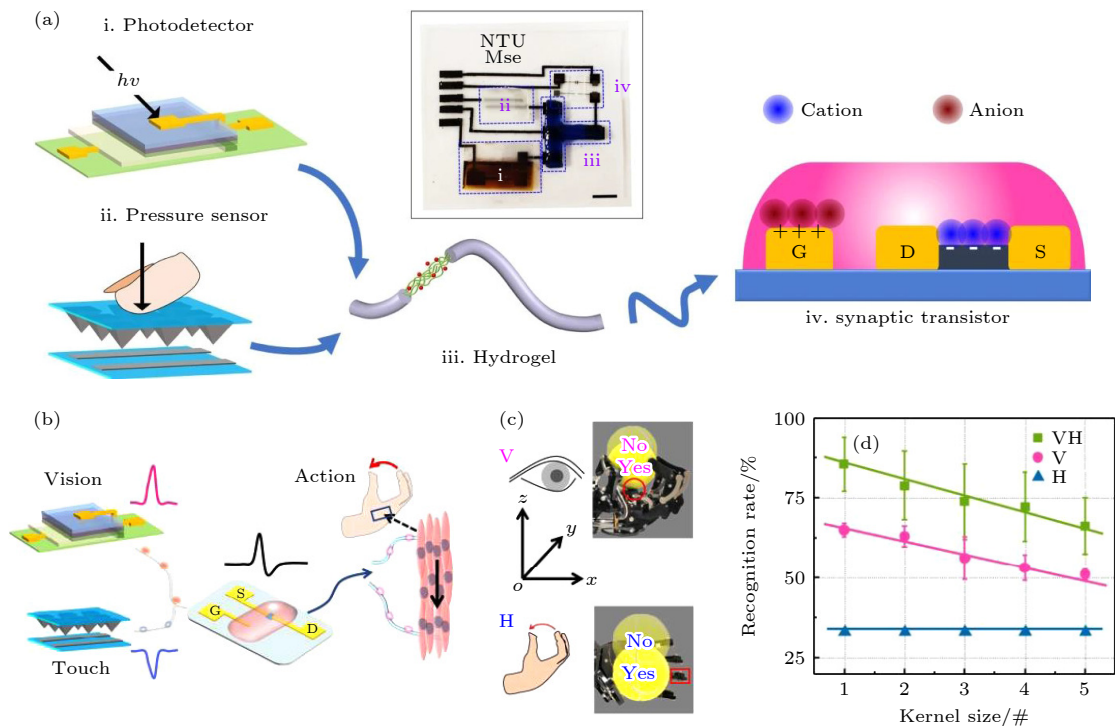 (a)
i. Photodetector
hν
ii. Pressure sensor
NTU
Mse
iv
ii
iii
i
iii. Hydrogel
Cation
Anion
+ + +
G
D
S
iv. synaptic transistor
(b)
Vision
Touch
S
G
D
Action
(c)
V
No
Yes
z
y
o
x
H
No
Yes
(d)
VH
V
H
Recognition rate/%
100
75
50
25
1 2 3 4 5
Kernel size/#